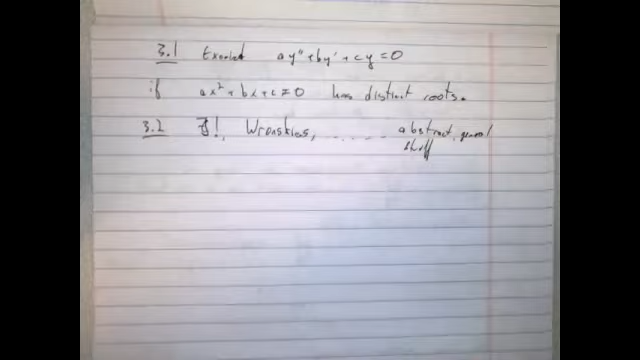 3.1 ay'' + by' + cy = 0
if ax² + bx + c = 0 has distinct roots.
3.2 ∃!, Wronskians, ........ abstract, general
stuff